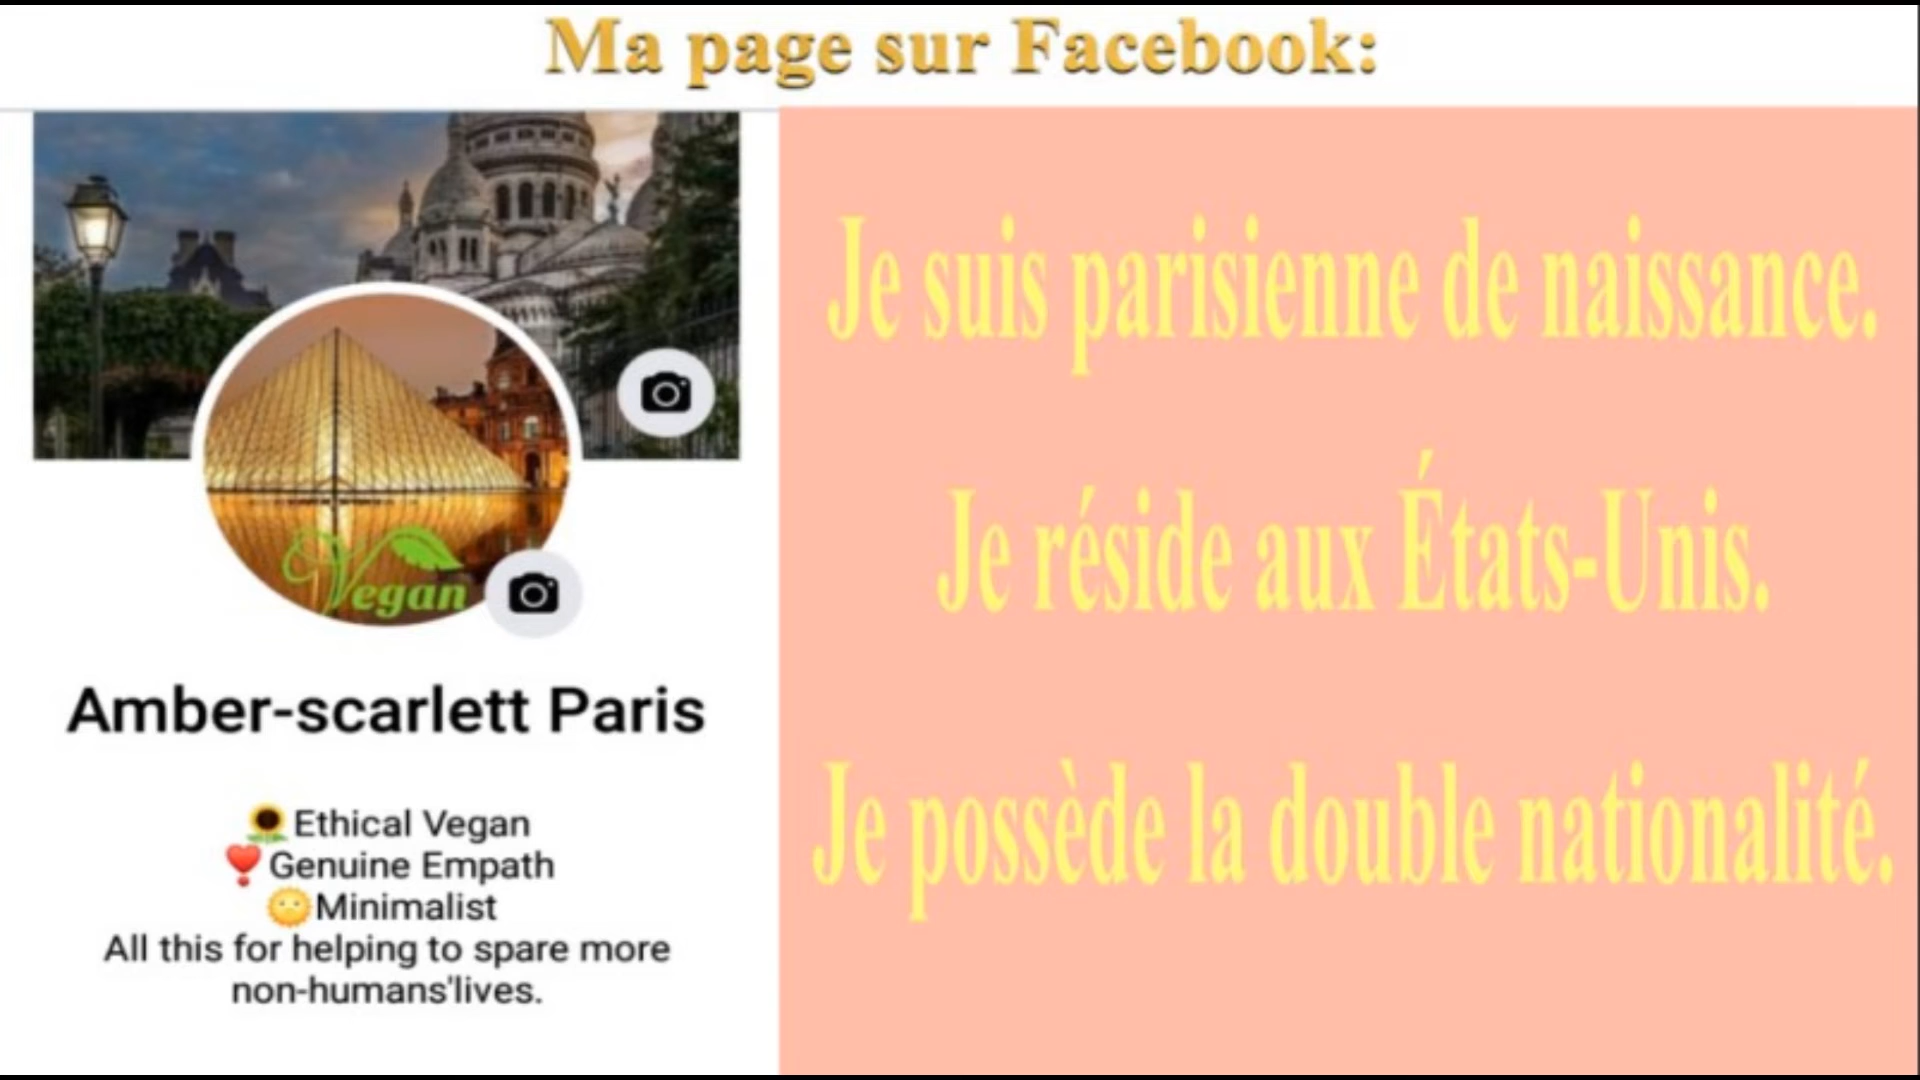 Ma page sur Facebook:
Vegan
Amber-scarlett Paris
🌻Ethical Vegan
❣️Genuine Empath
🌞Minimalist
All this for helping to spare more
non-humans'lives.
Je suis parisienne de naissance.
Je réside aux États-Unis.
Je possède la double nationalité.